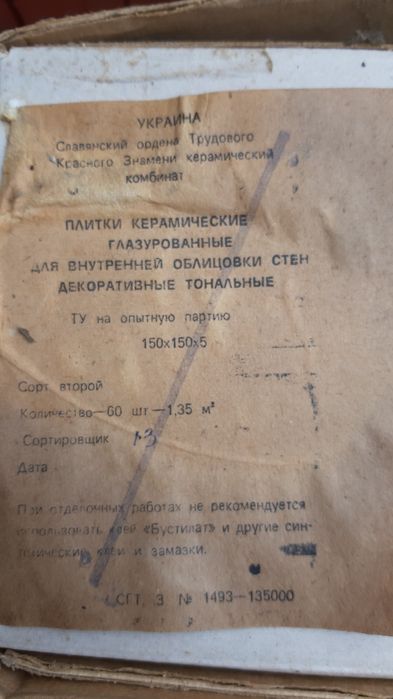 УКРАИНА
Славянский ордена Трудового
Красного Знамени керамический
комбинат
ПЛИТКИ КЕРАМИЧЕСКИЕ
ГЛАЗУРОВАННЫЕ
ДЛЯ ВНУТРЕННЕЙ ОБЛИЦОВКИ СТЕН
ДЕКОРАТИВНЫЕ ТОНАЛЬНЫЕ
ТУ на опытную партию
150х150х5
Сорт второй
Количество—60 шт—1,35 м²
Сортировщик 13
Дата
При отделочных работах не рекомендуется
использовать клей «Бустилат» и другие син-
тетические клеи и замазки.
СГТ. З № 1493—135000